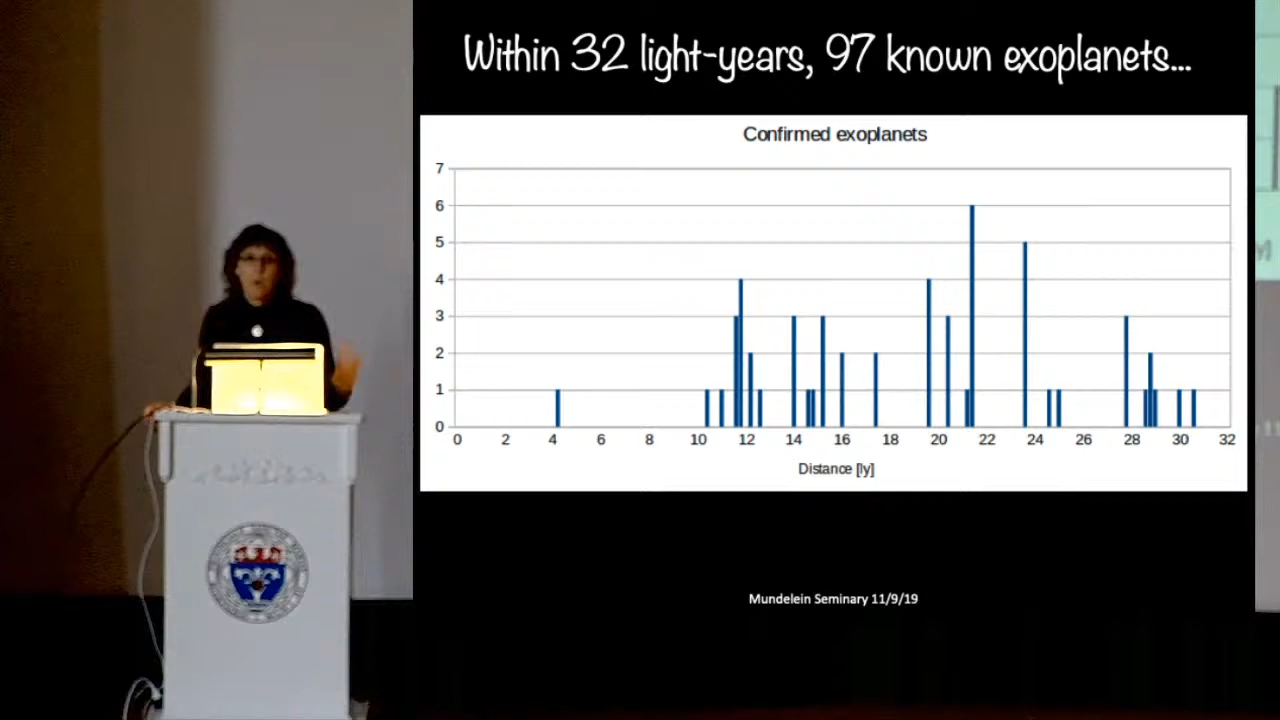 Within 32 light-years, 97 known exoplanets...
Confirmed exoplanets
7
6
5
4
3
2
1
0
0 2 4 6 8 10 12 14 16 18 20 22 24 26 28 30 32
Distance [ly]
Mundelein Seminary 11/9/19